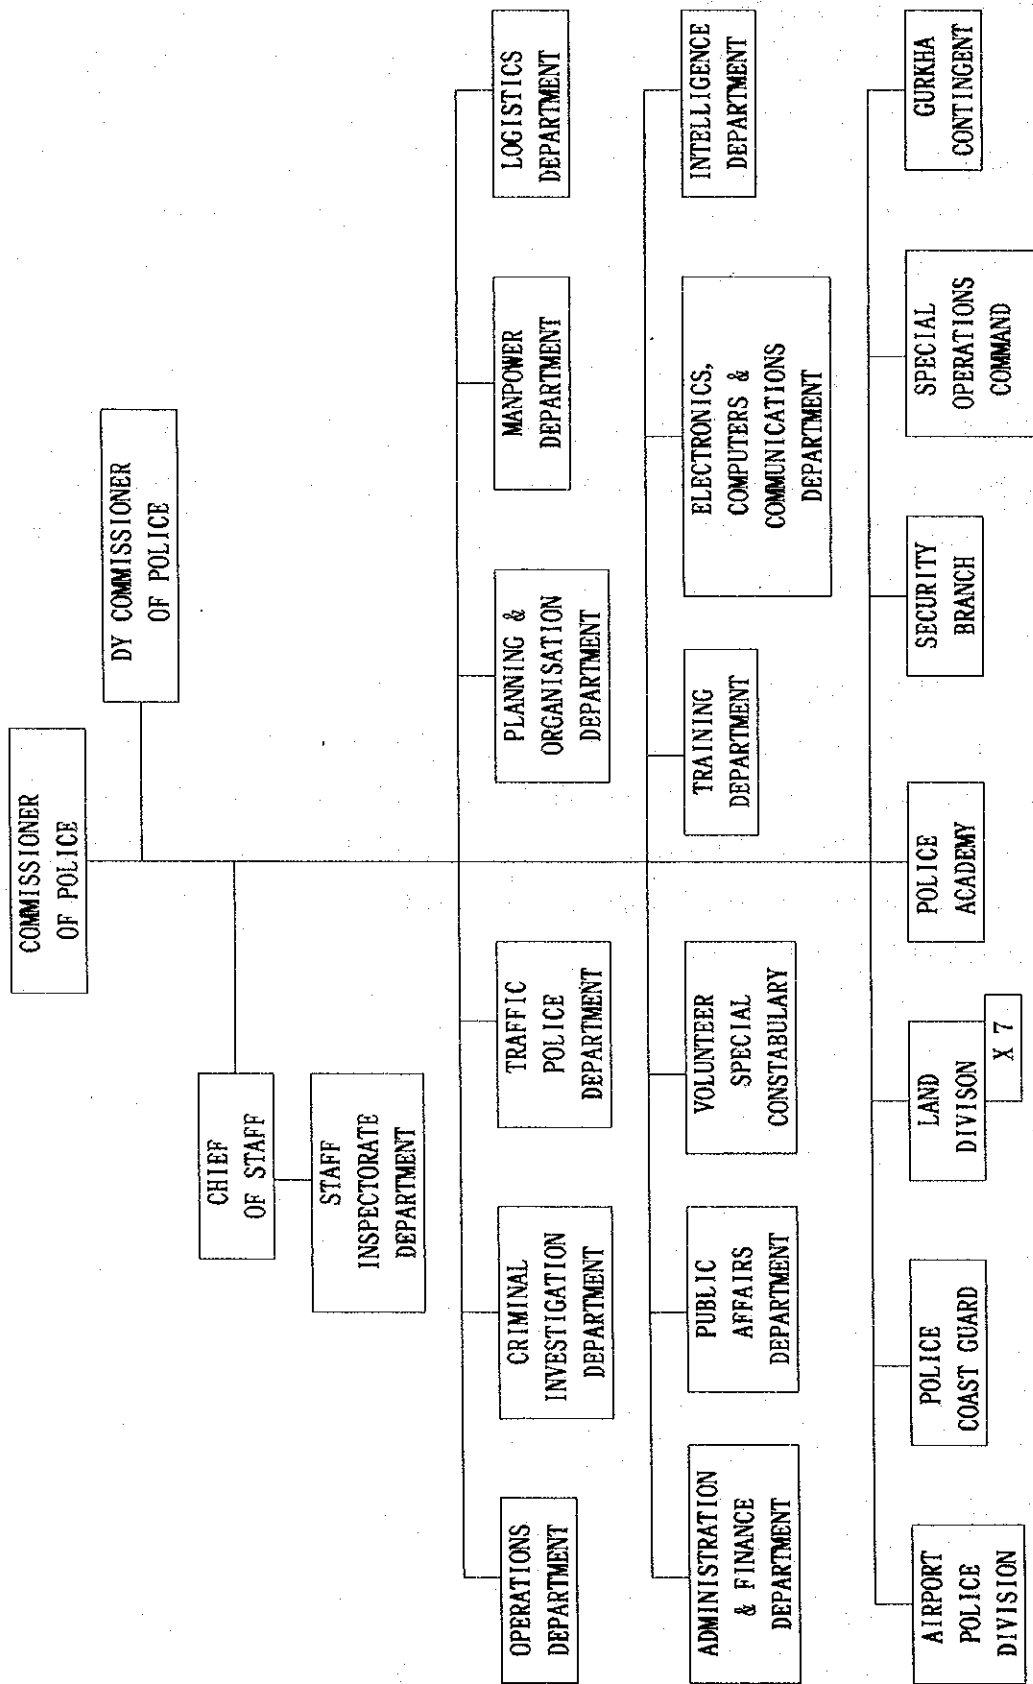 COMMISSIONER
OF POLICE
DY COMMISSIONER
OF POLICE
CHIEF
OF STAFF
STAFF
INSPECTORATE
DEPARTMENT
OPERATIONS
DEPARTMENT
CRIMINAL
INVESTIGATION
DEPARTMENT
TRAFFIC
POLICE
DEPARTMENT
PLANNING &
ORGANISATION
DEPARTMENT
MANPOWER
DEPARTMENT
LOGISTICS
DEPARTMENT
ADMINISTRATION
& FINANCE
DEPARTMENT
PUBLIC
AFFAIRS
DEPARTMENT
VOLUNTEER
SPECIAL
CONSTABULARY
TRAINING
DEPARTMENT
ELECTRONICS,
COMPUTERS &
COMMUNICATIONS
DEPARTMENT
INTELLIGENCE
DEPARTMENT
AIRPORT
POLICE
DIVISION
POLICE
COAST GUARD
LAND
DIVISON
X 7
POLICE
ACADEMY
SECURITY
BRANCH
SPECIAL
OPERATIONS
COMMAND
GURKHA
CONTINGENT